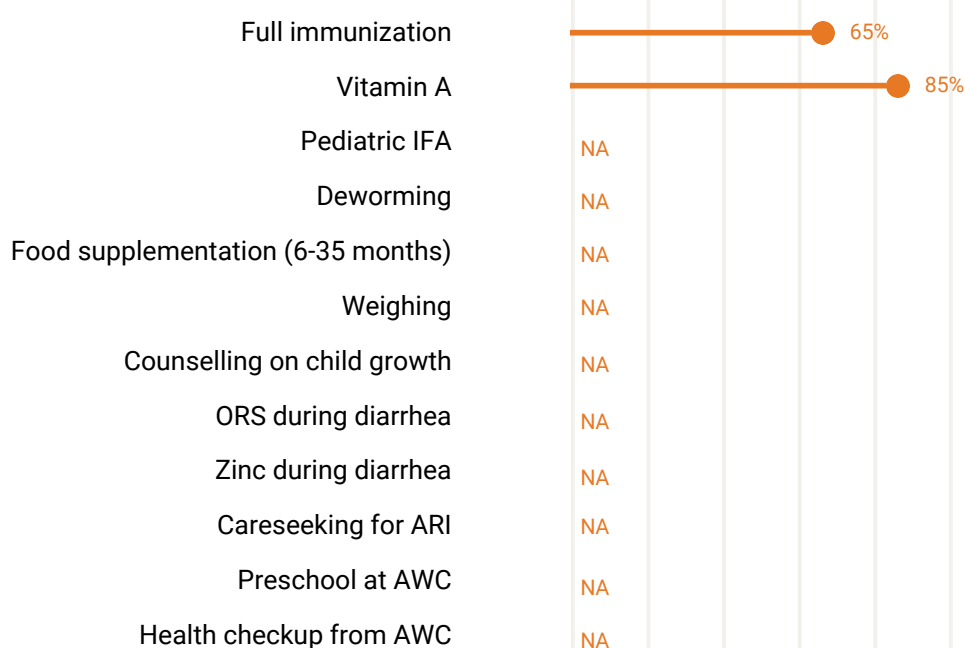 Full immunization 65%
Vitamin A 85%
Pediatric IFA NA
Deworming NA
Food supplementation (6-35 months) NA
Weighing NA
Counselling on child growth NA
ORS during diarrhea NA
Zinc during diarrhea NA
Careseeking for ARI NA
Preschool at AWC NA
Health checkup from AWC NA